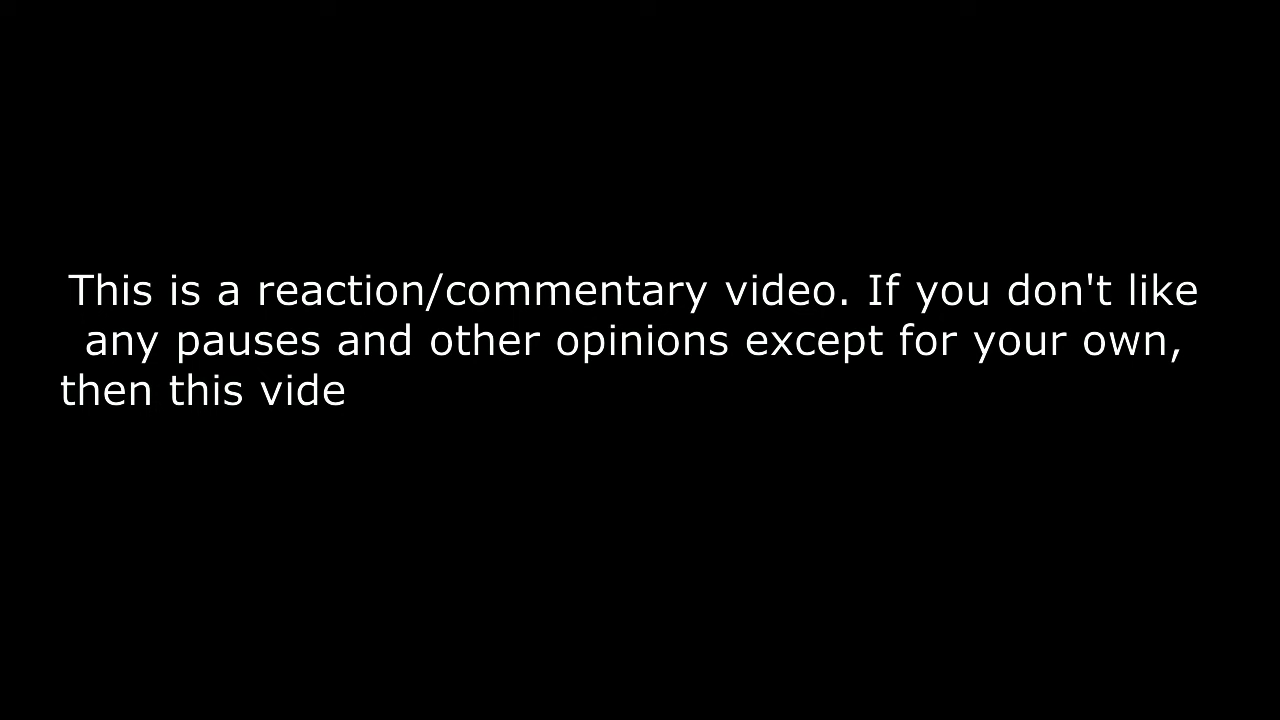 This is a reaction/commentary video. If you don't like
any pauses and other opinions except for your own,
then this vide